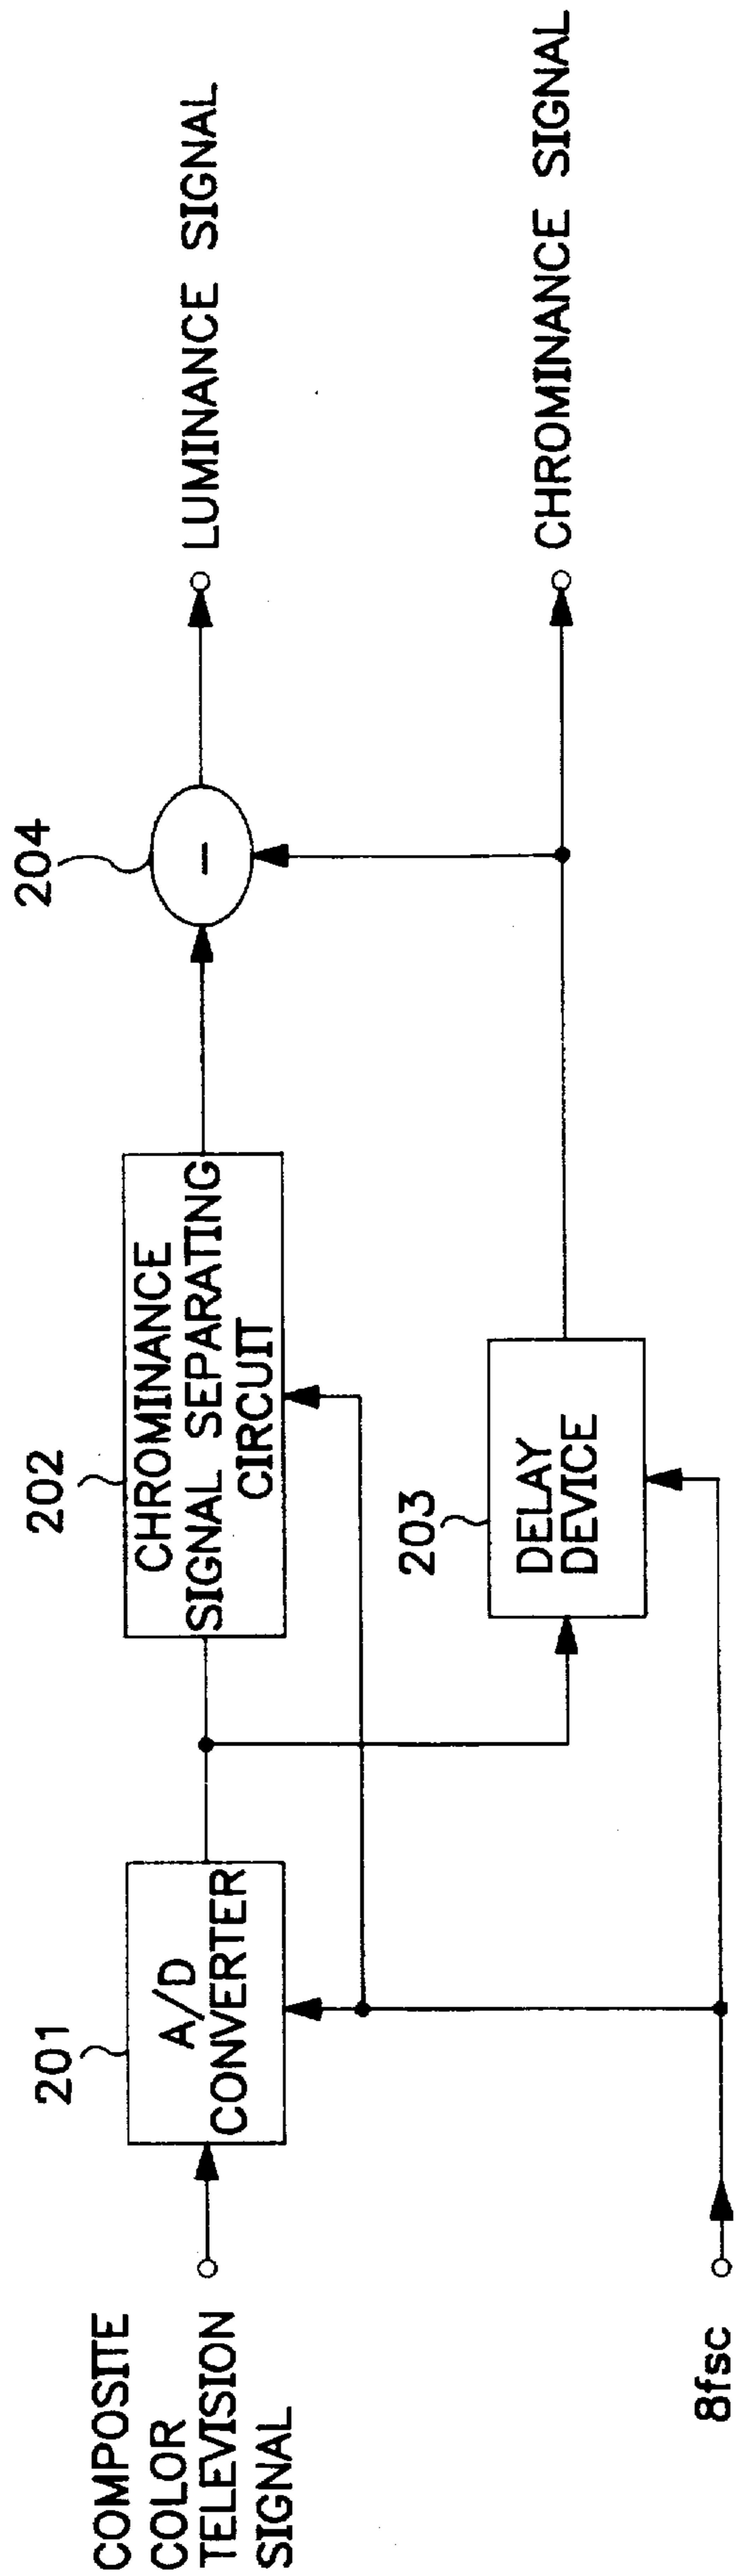 COMPOSITE
COLOR
TELEVISION
SIGNAL
201
A/D
CONVERTER
202
CHROMINANCE
SIGNAL SEPARATING
CIRCUIT
204
–
LUMINANCE SIGNAL
203
DELAY
DEVICE
CHROMINANCE SIGNAL
8fsc